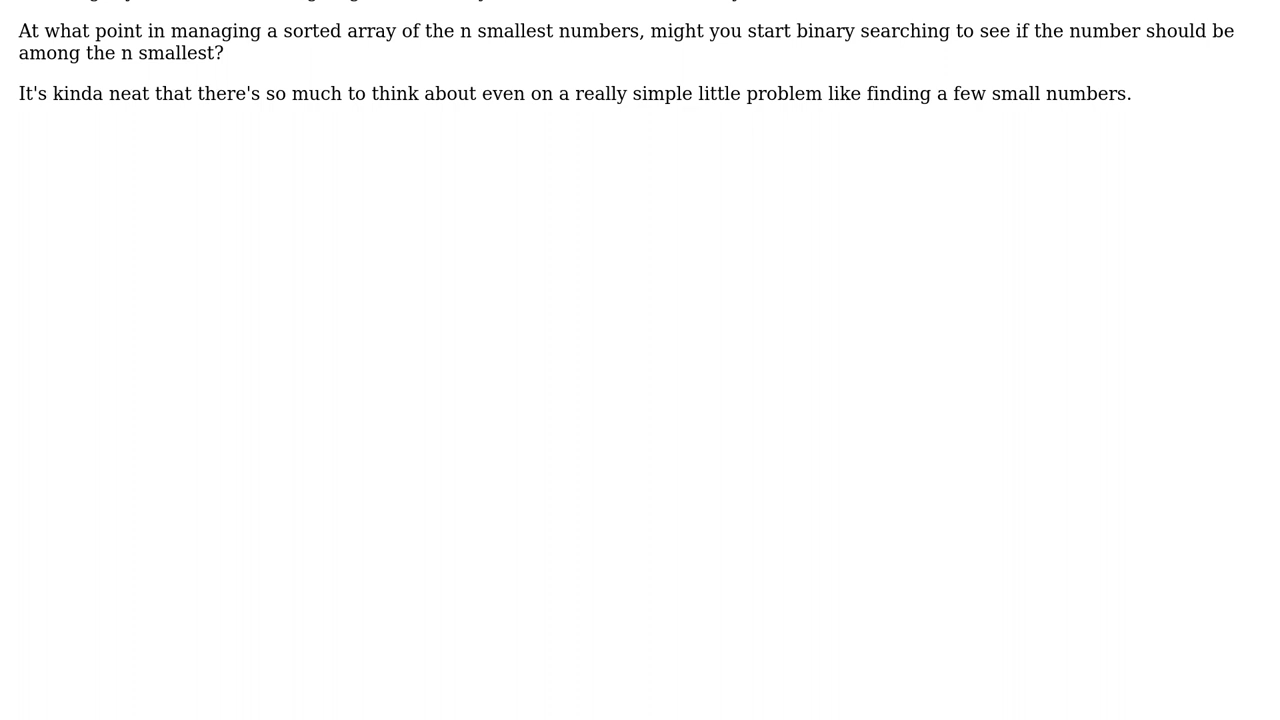 At what point in managing a sorted array of the n smallest numbers, might you start binary searching to see if the number should be
among the n smallest?
It's kinda neat that there's so much to think about even on a really simple little problem like finding a few small numbers.